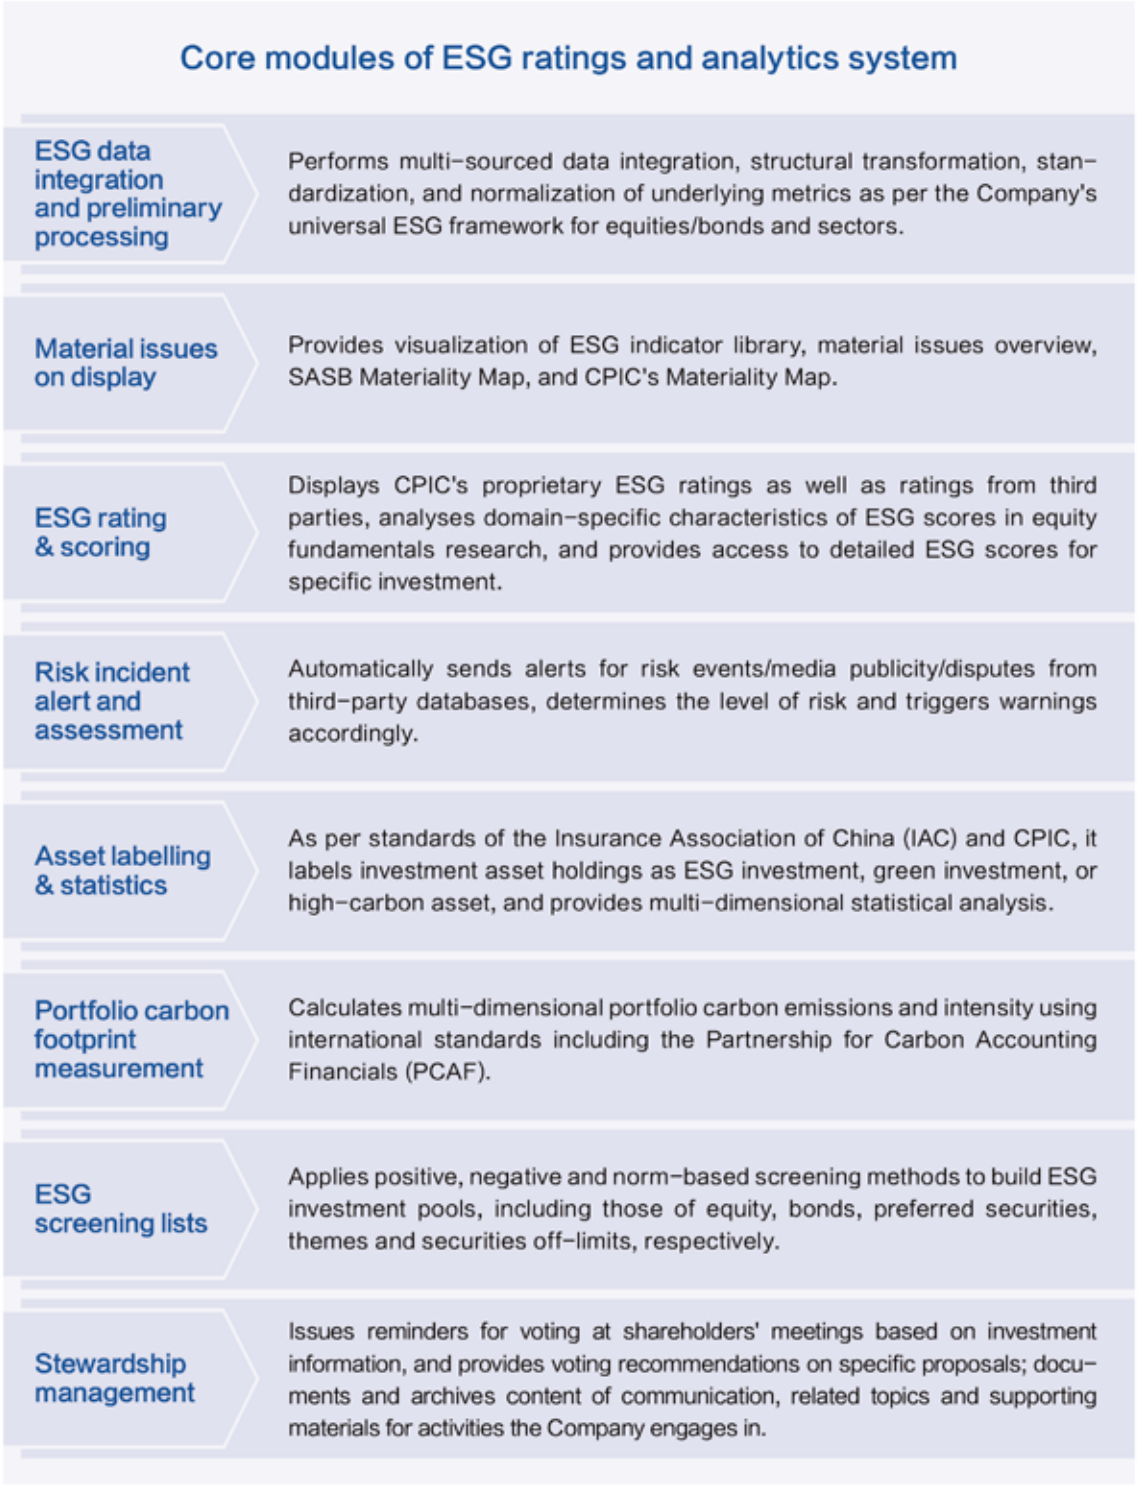 Core modules of ESG ratings and analytics system
ESG data
integration
and preliminary
processing
Performs multi-sourced data integration, structural transformation, stan-
dardization, and normalization of underlying metrics as per the Company's
universal ESG framework for equities/bonds and sectors.
Material issues
on display
Provides visualization of ESG indicator library, material issues overview,
SASB Materiality Map, and CPIC's Materiality Map.
ESG rating
& scoring
Displays CPIC's proprietary ESG ratings as well as ratings from third
parties, analyses domain-specific characteristics of ESG scores in equity
fundamentals research, and provides access to detailed ESG scores for
specific investment.
Risk incident
alert and
assessment
Automatically sends alerts for risk events/media publicity/disputes from
third-party databases, determines the level of risk and triggers warnings
accordingly.
Asset labelling
& statistics
As per standards of the Insurance Association of China (IAC) and CPIC, it
labels investment asset holdings as ESG investment, green investment, or
high-carbon asset, and provides multi-dimensional statistical analysis.
Portfolio carbon
footprint
measurement
Calculates multi-dimensional portfolio carbon emissions and intensity using
international standards including the Partnership for Carbon Accounting
Financials (PCAF).
ESG
screening lists
Applies positive, negative and norm-based screening methods to build ESG
investment pools, including those of equity, bonds, preferred securities,
themes and securities off-limits, respectively.
Stewardship
management
Issues reminders for voting at shareholders' meetings based on investment
information, and provides voting recommendations on specific proposals; docu-
ments and archives content of communication, related topics and supporting
materials for activities the Company engages in.